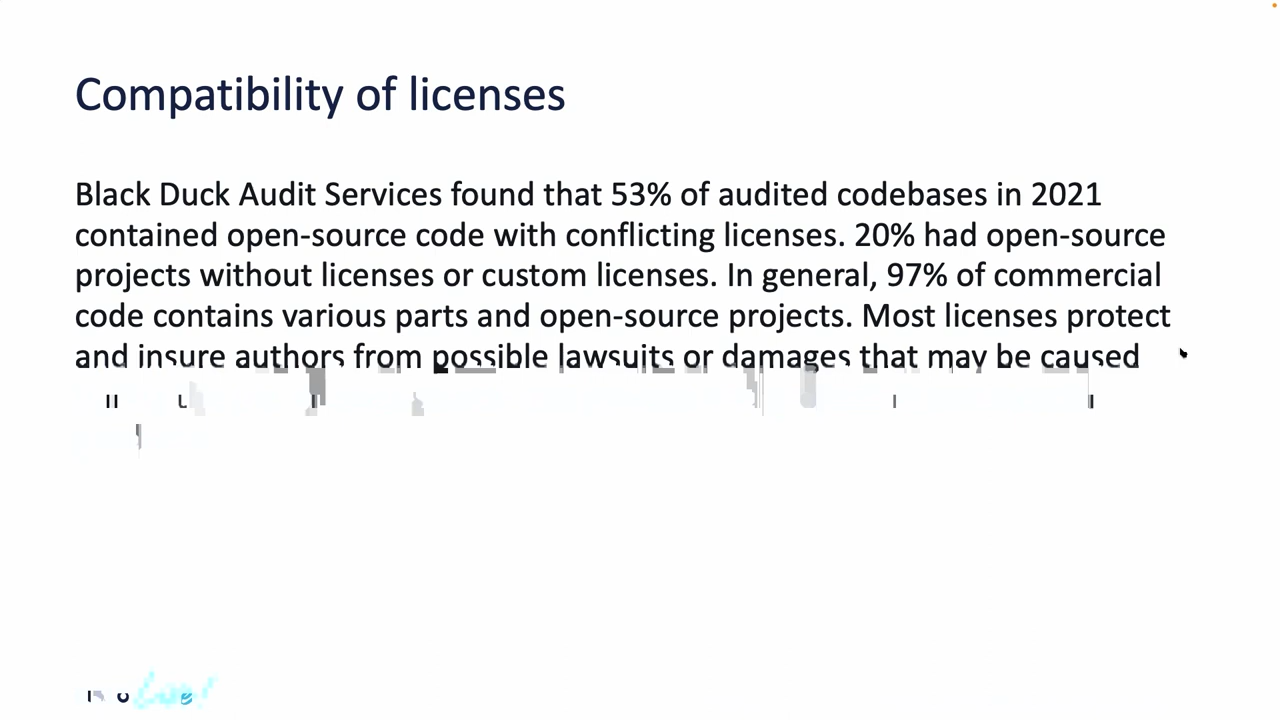 Compatibility of licenses
Black Duck Audit Services found that 53% of audited codebases in 2021
contained open-source code with conflicting licenses. 20% had open-source
projects without licenses or custom licenses. In general, 97% of commercial
code contains various parts and open-source projects. Most licenses protect
and insure authors from possible lawsuits or damages that may be caused